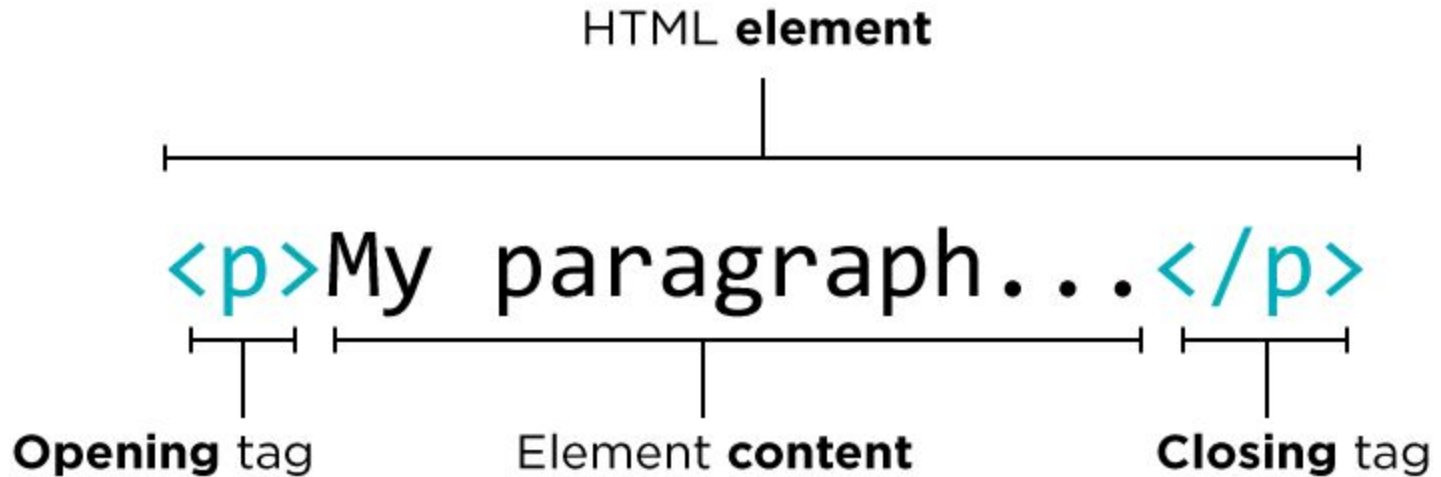 HTML element
<p>My paragraph...</p>
Opening tag Element content Closing tag